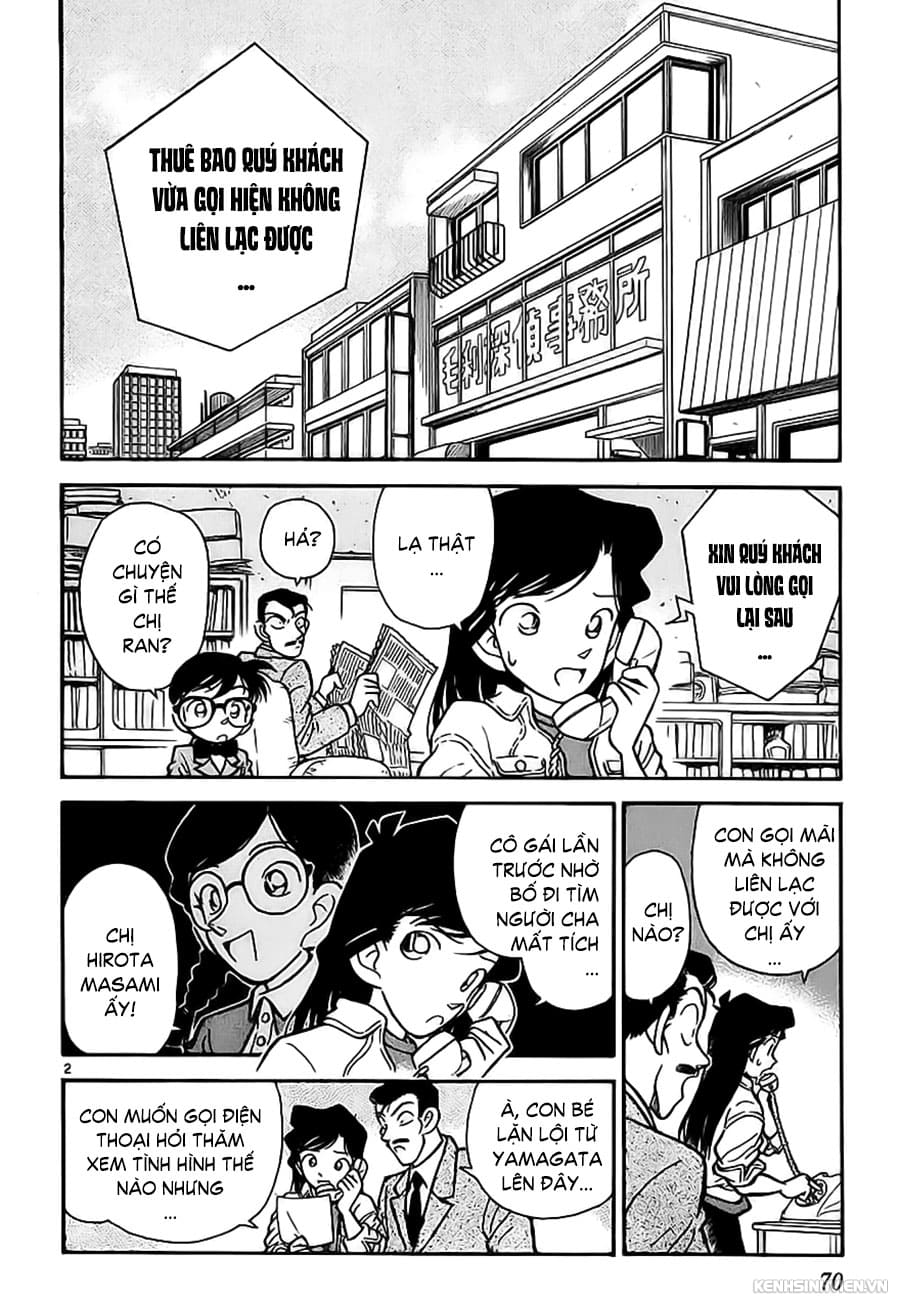 THUÊ BAO QUÝ KHÁCH
VỪA GỌI HIỆN KHÔNG
LIÊN LẠC ĐƯỢC
...
毛利探偵事務所
XIN QUÝ KHÁCH
VUI LÒNG GỌI
LẠI SAU
...
LẠ THẬT
...
HẢ?
CÓ
CHUYỆN
GÌ THẾ
CHỊ
RAN?
CON GỌI MÃI
MÀ KHÔNG
LIÊN LẠC
ĐƯỢC VỚI
CHỊ ẤY
...
CHỊ
NÀO?
CÔ GÁI LẦN
TRƯỚC NHỜ
BỐ ĐI TÌM
NGƯỜI CHA
MẤT TÍCH
...
CHỊ
HIROTA
MASAMI
ẤY!
2
À, CON BÉ
LẶN LỘI TỪ
YAMAGATA
LÊN ĐÂY...
CON MUỐN GỌI ĐIỆN
THOẠI HỎI THĂM
XEM TÌNH HÌNH THẾ
NÀO NHƯNG
...
70
KENHSINHVIEN.VN